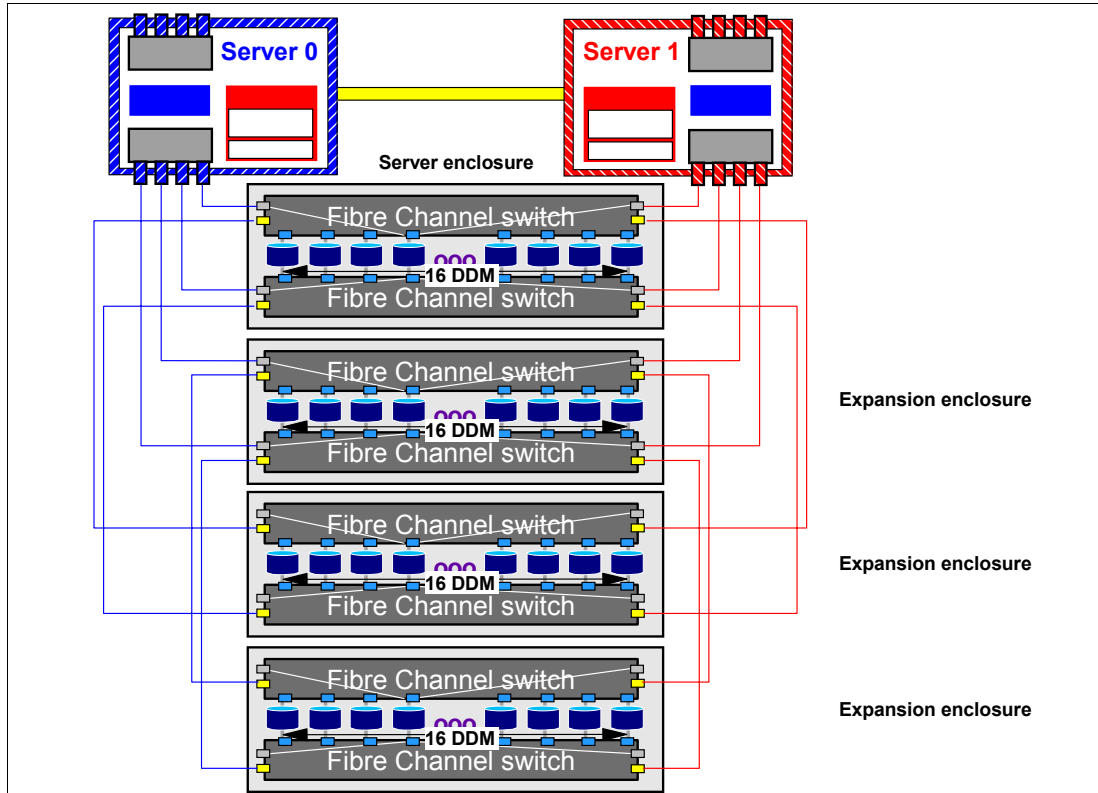 Server 0
Server 1
Server enclosure
Fibre Channel switch
16 DDM
Fibre Channel switch
Fibre Channel switch
Expansion enclosure
16 DDM
Fibre Channel switch
Fibre Channel switch
Expansion enclosure
16 DDM
Fibre Channel switch
Fibre Channel switch
Expansion enclosure
16 DDM
Fibre Channel switch